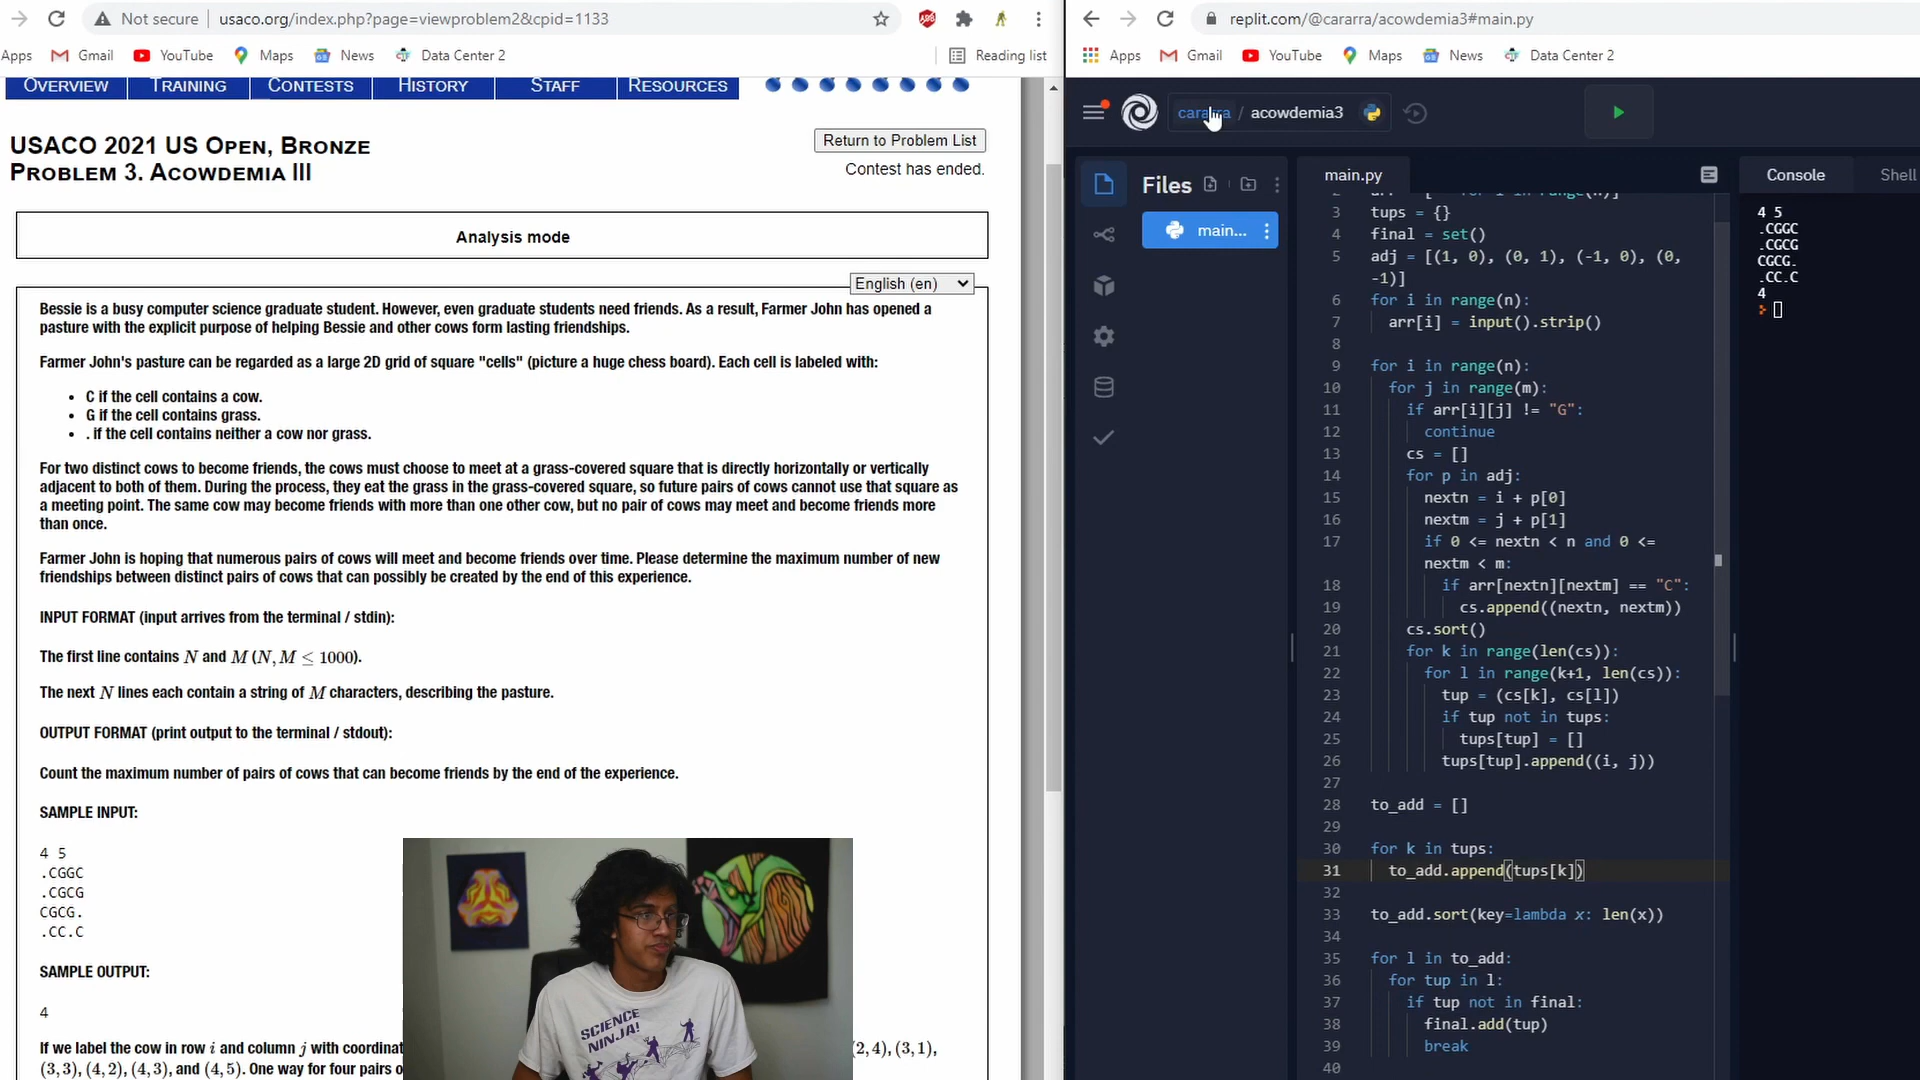 Not secure
usaco.org/index.php?page=viewproblem2&cpid=1133
Apps
Gmail
YouTube
Maps
News
Data Center 2
Reading list
OVERVIEW
TRAINING
CONTESTS
HISTORY
STAFF
RESOURCES
USACO 2021 US OPEN, BRONZE
PROBLEM 3. ACOWDEMIA III
Return to Problem List
Contest has ended.
Analysis mode
English (en)
Bessie is a busy computer science graduate student. However, even graduate students need friends. As a result, Farmer John has opened a
pasture with the explicit purpose of helping Bessie and other cows form lasting friendships.
Farmer John's pasture can be regarded as a large 2D grid of square "cells" (picture a huge chess board). Each cell is labeled with:
• C if the cell contains a cow.
• G if the cell contains grass.
• . if the cell contains neither a cow nor grass.
For two distinct cows to become friends, the cows must choose to meet at a grass-covered square that is directly horizontally or vertically
adjacent to both of them. During the process, they eat the grass in the grass-covered square, so future pairs of cows cannot use that square as
a meeting point. The same cow may become friends with more than one other cow, but no pair of cows may meet and become friends more
than once.
Farmer John is hoping that numerous pairs of cows will meet and become friends over time. Please determine the maximum number of new
friendships between distinct pairs of cows that can possibly be created by the end of this experience.
INPUT FORMAT (input arrives from the terminal / stdin):
The first line contains N and M (N, M ≤ 1000).
The next N lines each contain a string of M characters, describing the pasture.
OUTPUT FORMAT (print output to the terminal / stdout):
Count the maximum number of pairs of cows that can become friends by the end of the experience.
SAMPLE INPUT:
4 5
.CGGC
.CGCG
CGCG.
.CC.C
SAMPLE OUTPUT:
4
If we label the cow in row i and column j with coordinat
(2, 4), (3, 1),
(3, 3), (4, 2), (4, 3), and (4, 5). One way for four pairs o
SCIENCE
NINJA!
replit.com/@cararra/acowdemia3#main.py
Apps
Gmail
YouTube
Maps
News
Data Center 2
cararra / acowdemia3
Files
main...
main.py
3 tups = {}
4 final = set()
5 adj = [(1, 0), (0, 1), (-1, 0), (0,
-1)]
6 for i in range(n):
7 arr[i] = input().strip()
8
9 for i in range(n):
10 for j in range(m):
11 if arr[i][j] != "G":
12 continue
13 cs = []
14 for p in adj:
15 nextn = i + p[0]
16 nextm = j + p[1]
17 if 0 <= nextn < n and 0 <=
nextm < m:
18 if arr[nextn][nextm] == "C":
19 cs.append((nextn, nextm))
20 cs.sort()
21 for k in range(len(cs)):
22 for l in range(k+1, len(cs)):
23 tup = (cs[k], cs[l])
24 if tup not in tups:
25 tups[tup] = []
26 tups[tup].append((i, j))
27
28 to_add = []
29
30 for k in tups:
31 to_add.append(tups[k])
32
33 to_add.sort(key=lambda x: len(x))
34
35 for l in to_add:
36 for tup in l:
37 if tup not in final:
38 final.add(tup)
39 break
40
Console
Shell
4 5
.CGGC
.CGCG
CGCG.
.CC.C
4